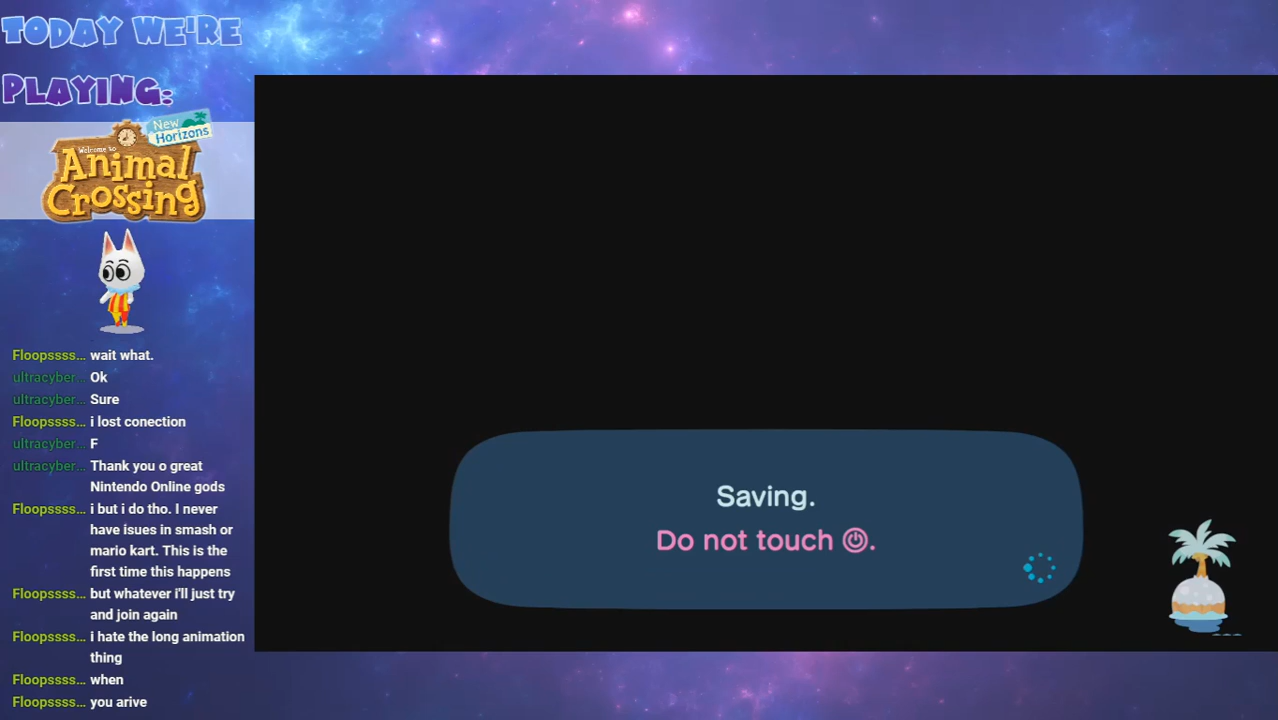 TODAY WE'RE
PLAYING:
New
Horizons
Welcome to
Animal
Crossing
Floopssss... wait what.
ultracyber... Ok
ultracyber... Sure
Floopssss... i lost conection
ultracyber... F
ultracyber... Thank you o great
Nintendo Online gods
Floopssss... i but i do tho. I never
have isues in smash or
mario kart. This is the
first time this happens
Floopssss... but whatever i'll just try
and join again
Floopssss... i hate the long animation
thing
Floopssss... when
Floopssss... you arive
Saving.
Do not touch ⏻.